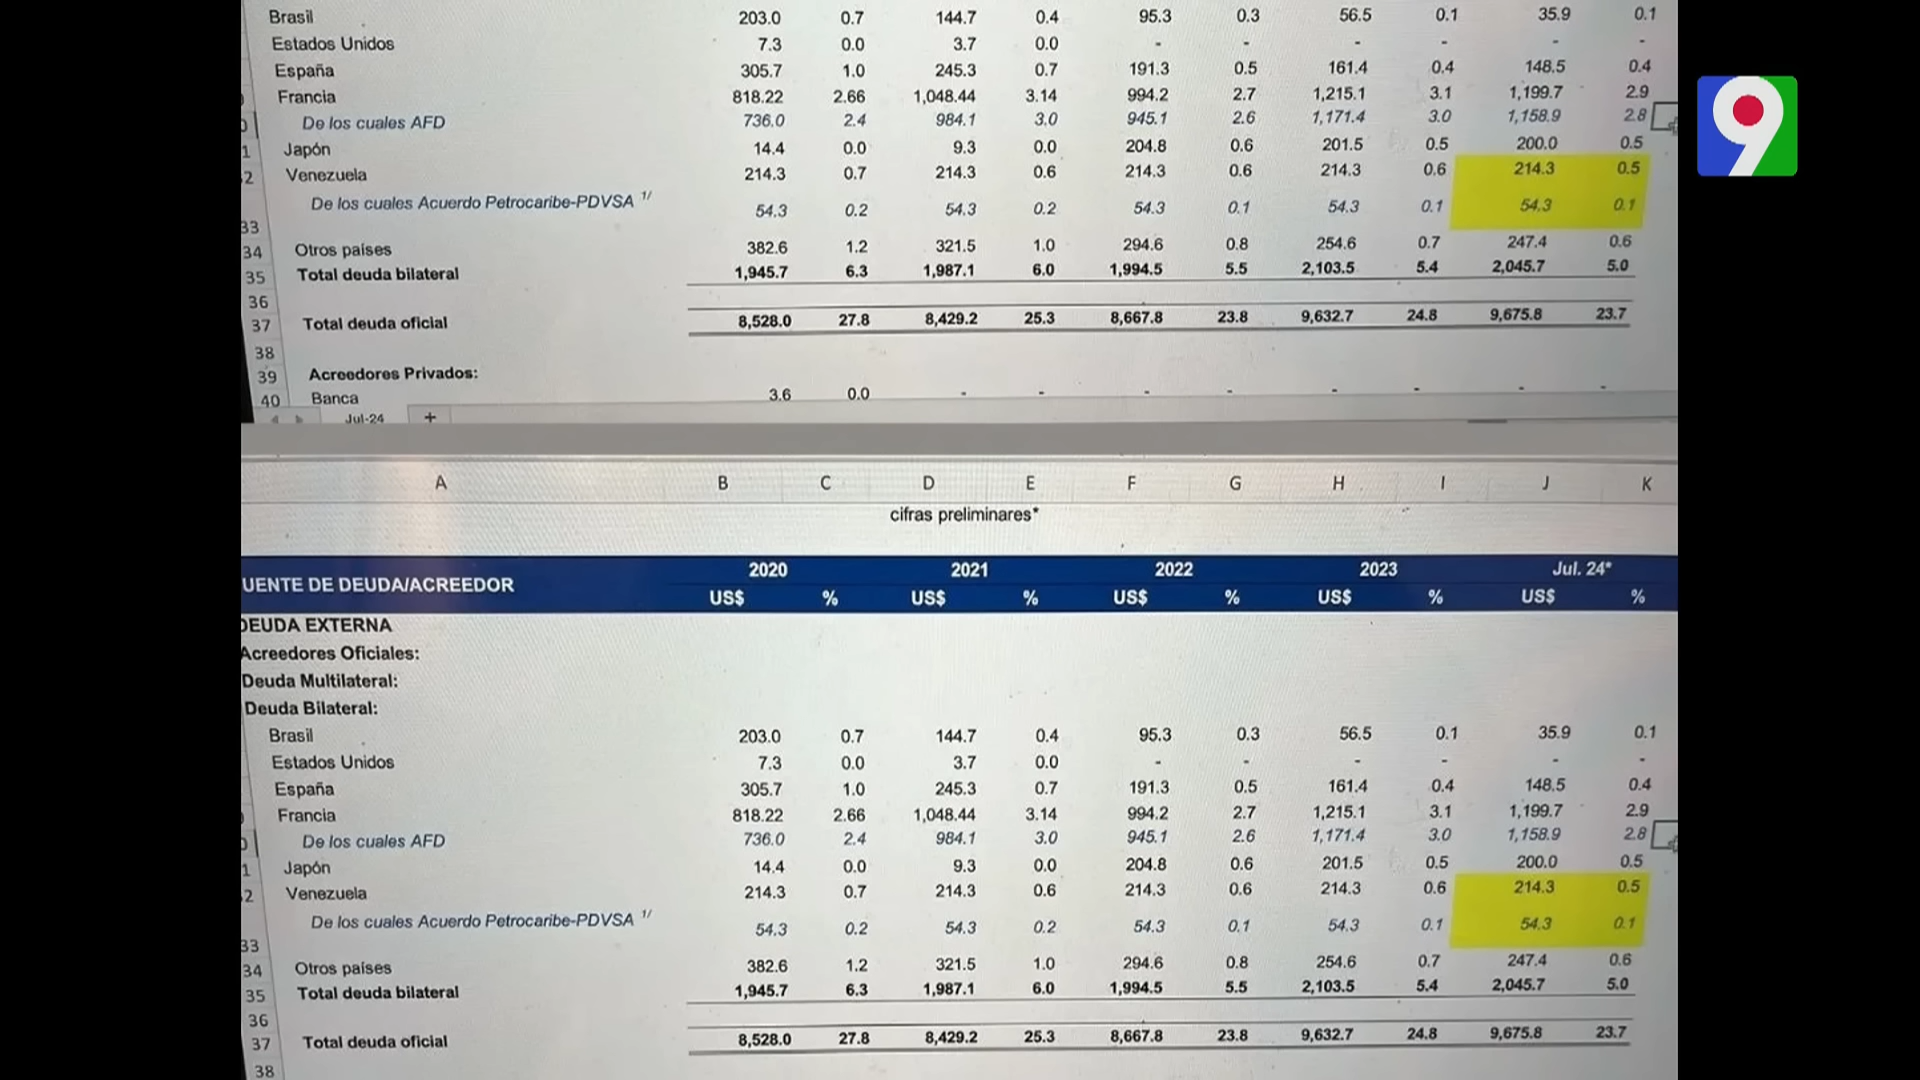 Brasil 203.0 0.7 144.7 0.4 95.3 0.3 56.5 0.1 35.9 0.1
Estados Unidos 7.3 0.0 3.7 0.0 - - - - - -
España 305.7 1.0 245.3 0.7 191.3 0.5 161.4 0.4 148.5 0.4
Francia 818.22 2.66 1,048.44 3.14 994.2 2.7 1,215.1 3.1 1,199.7 2.9
De los cuales AFD 736.0 2.4 984.1 3.0 945.1 2.6 1,171.4 3.0 1,158.9 2.8
1 Japón 14.4 0.0 9.3 0.0 204.8 0.6 201.5 0.5 200.0 0.5
2 Venezuela 214.3 0.7 214.3 0.6 214.3 0.6 214.3 0.6 214.3 0.5
33 De los cuales Acuerdo Petrocaribe-PDVSA 1/ 54.3 0.2 54.3 0.2 54.3 0.1 54.3 0.1 54.3 0.1
34 Otros países 382.6 1.2 321.5 1.0 294.6 0.8 254.6 0.7 247.4 0.6
35 Total deuda bilateral 1,945.7 6.3 1,987.1 6.0 1,994.5 5.5 2,103.5 5.4 2,045.7 5.0
36
37 Total deuda oficial 8,528.0 27.8 8,429.2 25.3 8,667.8 23.8 9,632.7 24.8 9,675.8 23.7
38
39 Acreedores Privados:
40 Banca 3.6 0.0 - - - - - - - -
Jul-24 +
A B C D E F G H I J K
cifras preliminares*
2020 2021 2022 2023 Jul. 24*
UENTE DE DEUDA/ACREEDOR US$ % US$ % US$ % US$ % US$ %
DEUDA EXTERNA
Acreedores Oficiales:
Deuda Multilateral:
Deuda Bilateral:
Brasil 203.0 0.7 144.7 0.4 95.3 0.3 56.5 0.1 35.9 0.1
Estados Unidos 7.3 0.0 3.7 0.0 - - - - - -
España 305.7 1.0 245.3 0.7 191.3 0.5 161.4 0.4 148.5 0.4
Francia 818.22 2.66 1,048.44 3.14 994.2 2.7 1,215.1 3.1 1,199.7 2.9
De los cuales AFD 736.0 2.4 984.1 3.0 945.1 2.6 1,171.4 3.0 1,158.9 2.8
1 Japón 14.4 0.0 9.3 0.0 204.8 0.6 201.5 0.5 200.0 0.5
2 Venezuela 214.3 0.7 214.3 0.6 214.3 0.6 214.3 0.6 214.3 0.5
33 De los cuales Acuerdo Petrocaribe-PDVSA 1/ 54.3 0.2 54.3 0.2 54.3 0.1 54.3 0.1 54.3 0.1
34 Otros países 382.6 1.2 321.5 1.0 294.6 0.8 254.6 0.7 247.4 0.6
35 Total deuda bilateral 1,945.7 6.3 1,987.1 6.0 1,994.5 5.5 2,103.5 5.4 2,045.7 5.0
36
37 Total deuda oficial 8,528.0 27.8 8,429.2 25.3 8,667.8 23.8 9,632.7 24.8 9,675.8 23.7
38
9